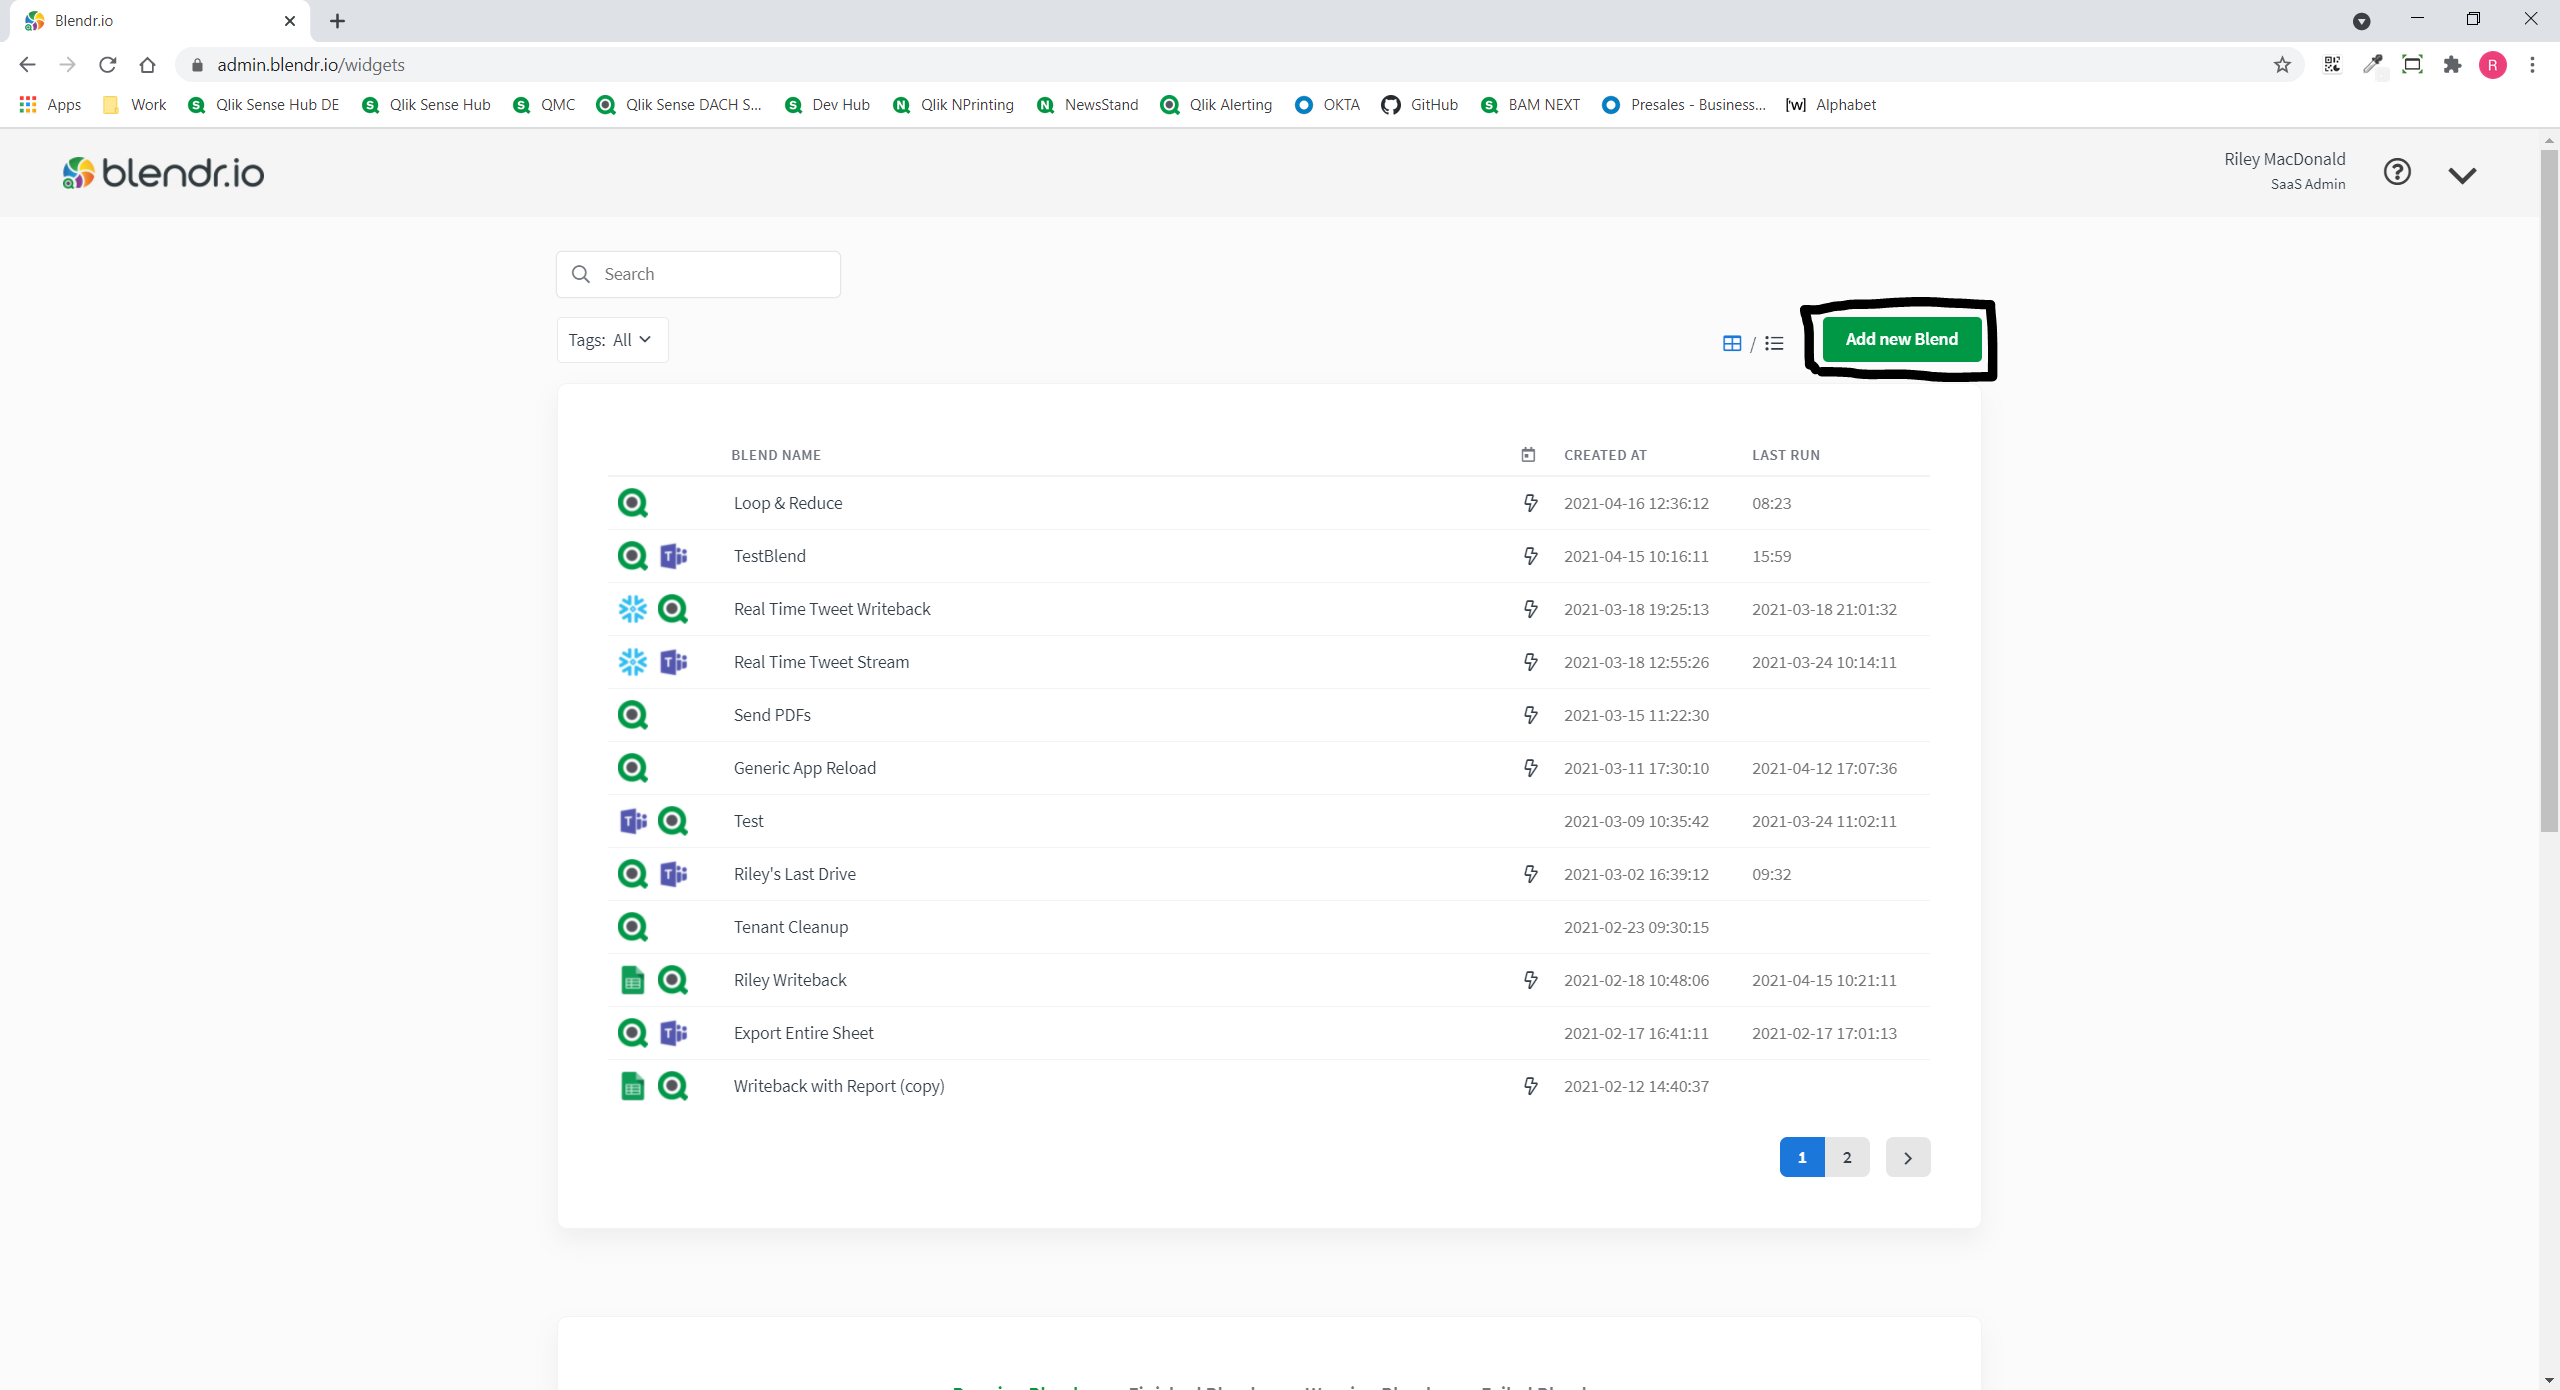 Blendr.io
admin.blendr.io/widgets
R
Apps Work Qlik Sense Hub DE Qlik Sense Hub QMC Qlik Sense DACH S... Dev Hub Qlik NPrinting NewsStand Qlik Alerting OKTA GitHub BAM NEXT Presales - Business... [w] Alphabet
blendr.io
Riley MacDonald
SaaS Admin
Search
Tags: All
/
Add new Blend
BLEND NAME CREATED AT LAST RUN
Loop & Reduce 2021-04-16 12:36:12 08:23
TestBlend 2021-04-15 10:16:11 15:59
Real Time Tweet Writeback 2021-03-18 19:25:13 2021-03-18 21:01:32
Real Time Tweet Stream 2021-03-18 12:55:26 2021-03-24 10:14:11
Send PDFs 2021-03-15 11:22:30
Generic App Reload 2021-03-11 17:30:10 2021-04-12 17:07:36
Test 2021-03-09 10:35:42 2021-03-24 11:02:11
Riley's Last Drive 2021-03-02 16:39:12 09:32
Tenant Cleanup 2021-02-23 09:30:15
Riley Writeback 2021-02-18 10:48:06 2021-04-15 10:21:11
Export Entire Sheet 2021-02-17 16:41:11 2021-02-17 17:01:13
Writeback with Report (copy) 2021-02-12 14:40:37
1 2